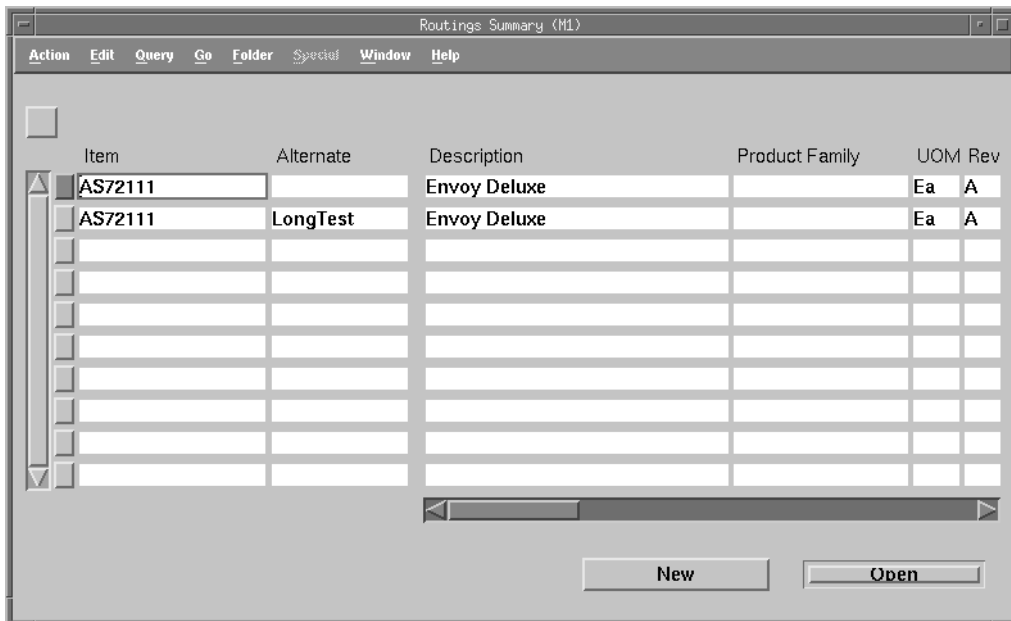 Routings Summary (M1)
Action Edit Query Go Folder Special Window Help
Item Alternate Description Product Family UOM Rev
AS72111 Envoy Deluxe Ea A
AS72111 LongTest Envoy Deluxe Ea A
New Open